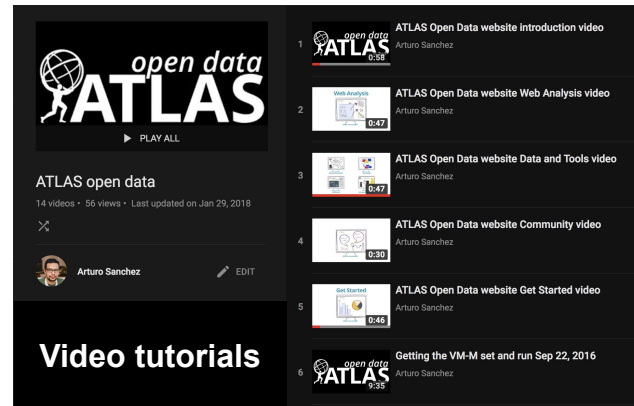 open data
ATLAS
PLAY ALL
ATLAS open data
14 videos • 56 views • Last updated on Jan 29, 2018
Arturo Sanchez
EDIT
Video tutorials
1
ATLAS
0:58
ATLAS Open Data website introduction video
Arturo Sanchez
2
Web Analysis
0:47
ATLAS Open Data website Web Analysis video
Arturo Sanchez
3
0:47
ATLAS Open Data website Data and Tools video
Arturo Sanchez
4
0:30
ATLAS Open Data website Community video
Arturo Sanchez
5
Get Started
0:46
ATLAS Open Data website Get Started video
Arturo Sanchez
6
open data
ATLAS
9:35
Getting the VM-M set and run Sep 22, 2016
Arturo Sanchez